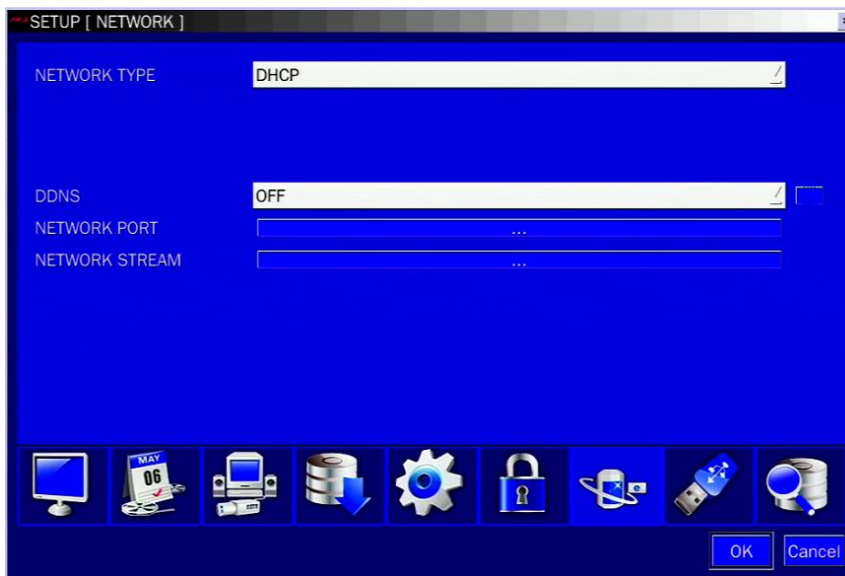 SETUP [ NETWORK ]
NETWORK TYPE DHCP
DDNS OFF
NETWORK PORT ...
NETWORK STREAM ...
MAY
06
OK Cancel